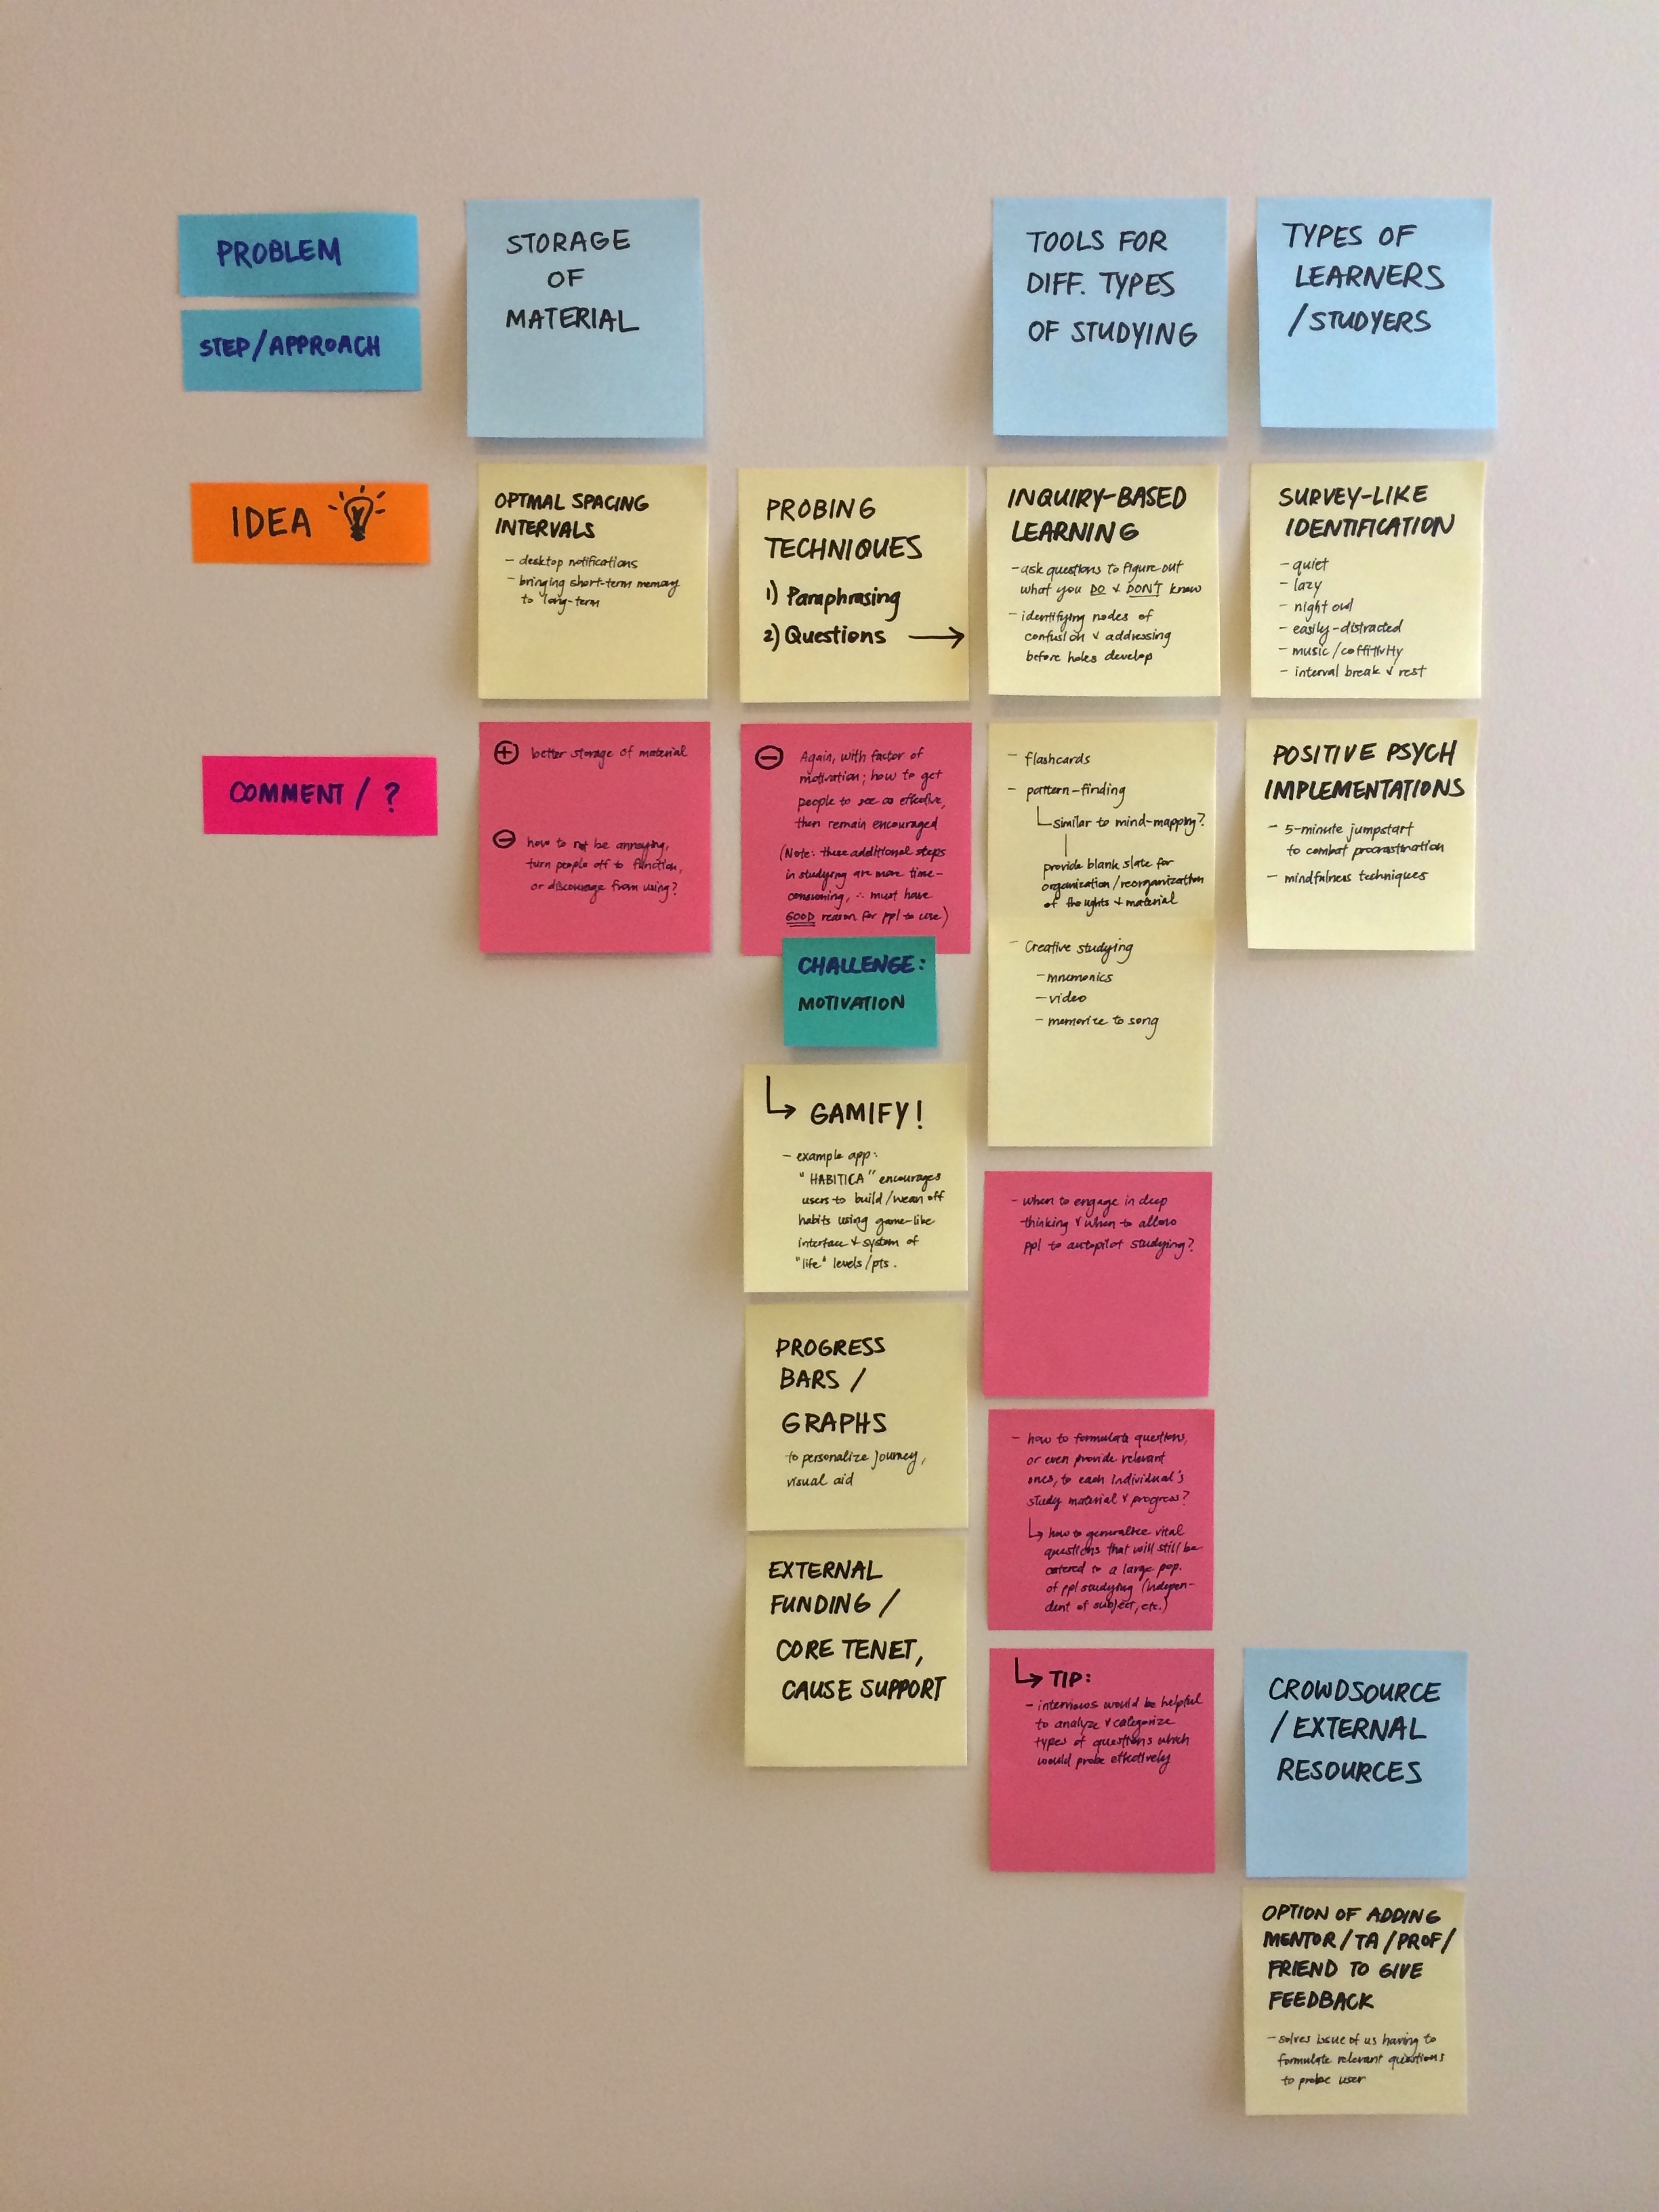 PROBLEM
STEP/APPROACH
STORAGE
OF
MATERIAL
TOOLS FOR
DIFF. TYPES
OF STUDYING
TYPES OF
LEARNERS
/STUDYERS
IDEA
OPTMAL SPACING
INTERVALS
- desktop notifications
- bringing short-term memory
to long-term
PROBING
TECHNIQUES
1) Paraphrasing
2) Questions →
INQUIRY-BASED
LEARNING
- ask questions to figure out
what you DO & DON'T know
- identifying nodes of
confusion & addressing
before holes develop
SURVEY-LIKE
IDENTIFICATION
- quiet
- lazy
- night owl
- easily-distracted
- music/coffitivity
- interval break & rest
COMMENT/?
+ better storage of material
- how to not be annoying,
turn people off to function,
or discourage from using?
- Again, with factor of
motivation; how to get
people to see as effective,
then remain encouraged
(Note: these additional steps
in studying are more time-
consuming, ∴ must have
GOOD reason for ppl to use)
CHALLENGE:
MOTIVATION
↳ GAMIFY!
- example app:
"HABITICA" encourages
users to build/wean off
habits using game-like
interface & system of
"life" levels/pts.
PROGRESS
BARS /
GRAPHS
to personalize journey,
visual aid
EXTERNAL
FUNDING /
CORE TENET,
CAUSE SUPPORT
- flashcards
- pattern-finding
similar to mind-mapping?
provide blank slate for
organization/reorganization
of thoughts & material
- Creative studying
- mnemonics
- video
- memorize to song
- when to engage in deep
thinking & when to allow
ppl to autopilot studying?
- how to formulate questions,
or even provide relevant
ones, to each individual's
study material & progress?
↳ how to generalize vital
questions that will still be
catered to a large pop.
of ppl studying (indepen-
dent of subject, etc.)
↳ TIP:
- interviews would be helpful
to analyze & categorize
types of questions which
would probe effectively
POSITIVE PSYCH
IMPLEMENTATIONS
- 5-minute jumpstart
to combat procrastination
- mindfulness techniques
CROWDSOURCE
/EXTERNAL
RESOURCES
OPTION OF ADDING
MENTOR/TA/PROF/
FRIEND TO GIVE
FEEDBACK
- solves issue of us having to
formulate relevant questions
to probe user